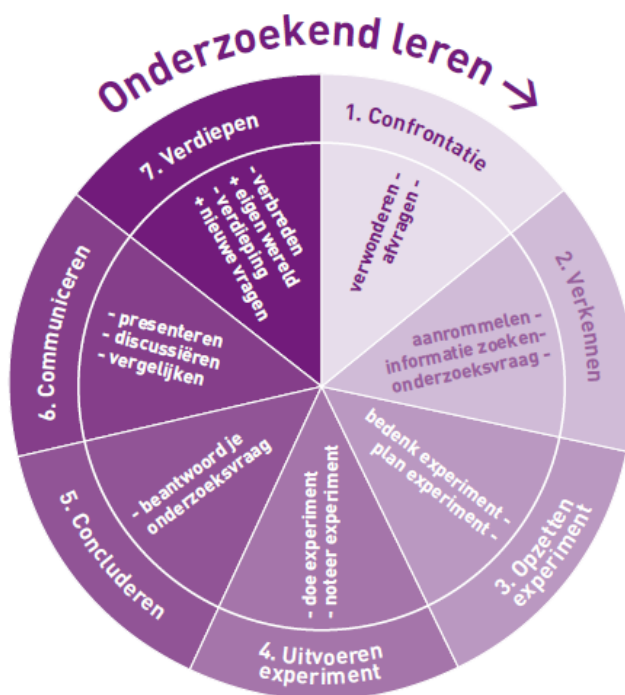 Onderzoekend leren →
1. Confrontatie
verwonderen -
afvragen -
2. Verkennen
aanrommelen -
informatie zoeken-
onderzoeksvraag -
3. Opzetten
experiment
bedenk experiment -
plan experiment -
4. Uitvoeren
experiment
- doe experiment
- noteer experiment
5. Concluderen
- beantwoord je
onderzoeksvraag
6. Communiceren
- presenteren
- discussiëren
- vergelijken
7. Verdiepen
- verbreden
+ eigen wereld
- verdieping
+ nieuwe vragen